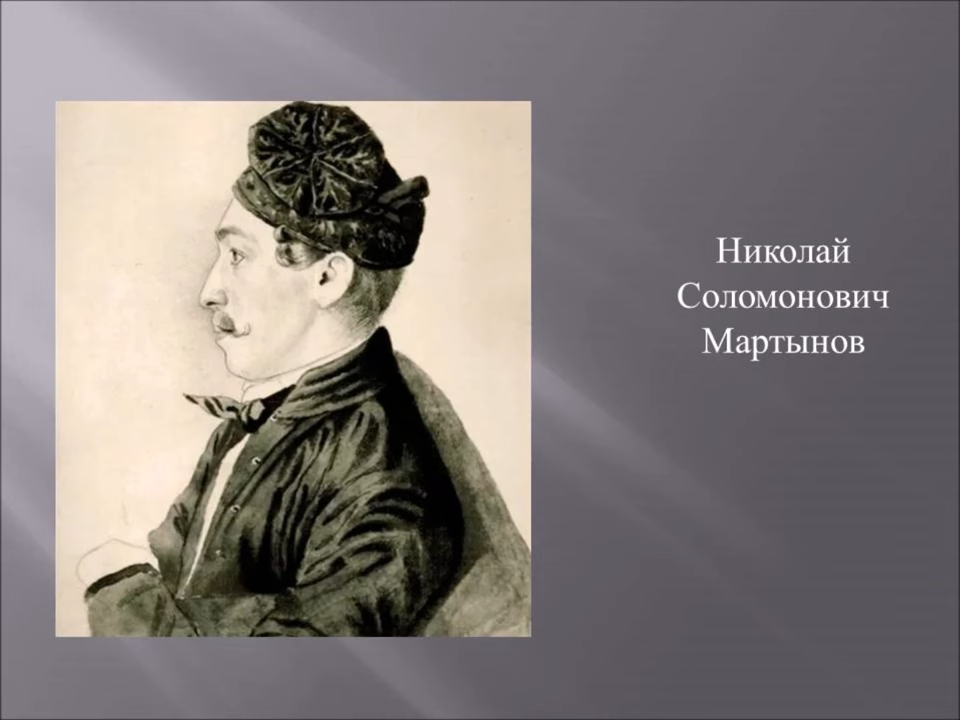 Николай
Соломонович
Мартынов